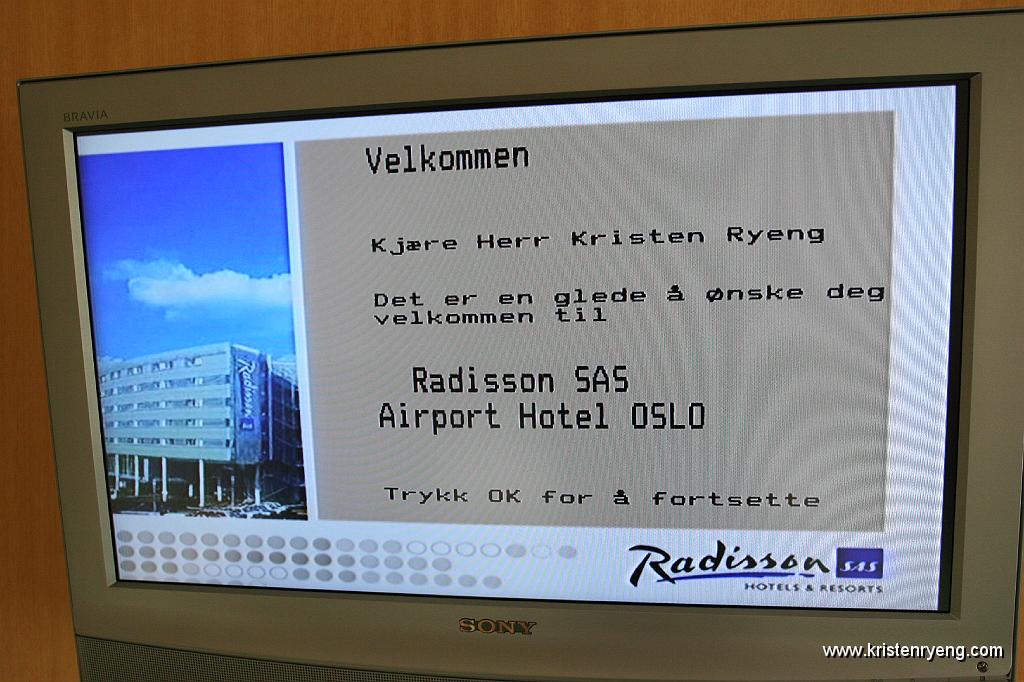 BRAVIA
Velkommen
Kjære Herr Kristen Ryeng
Det er en glede å ønske deg
velkommen til
Radisson SAS
Airport Hotel OSLO
Trykk OK for å fortsette
Radisson
Radisson SAS
HOTELS & RESORTS
SONY
www.kristenryeng.com